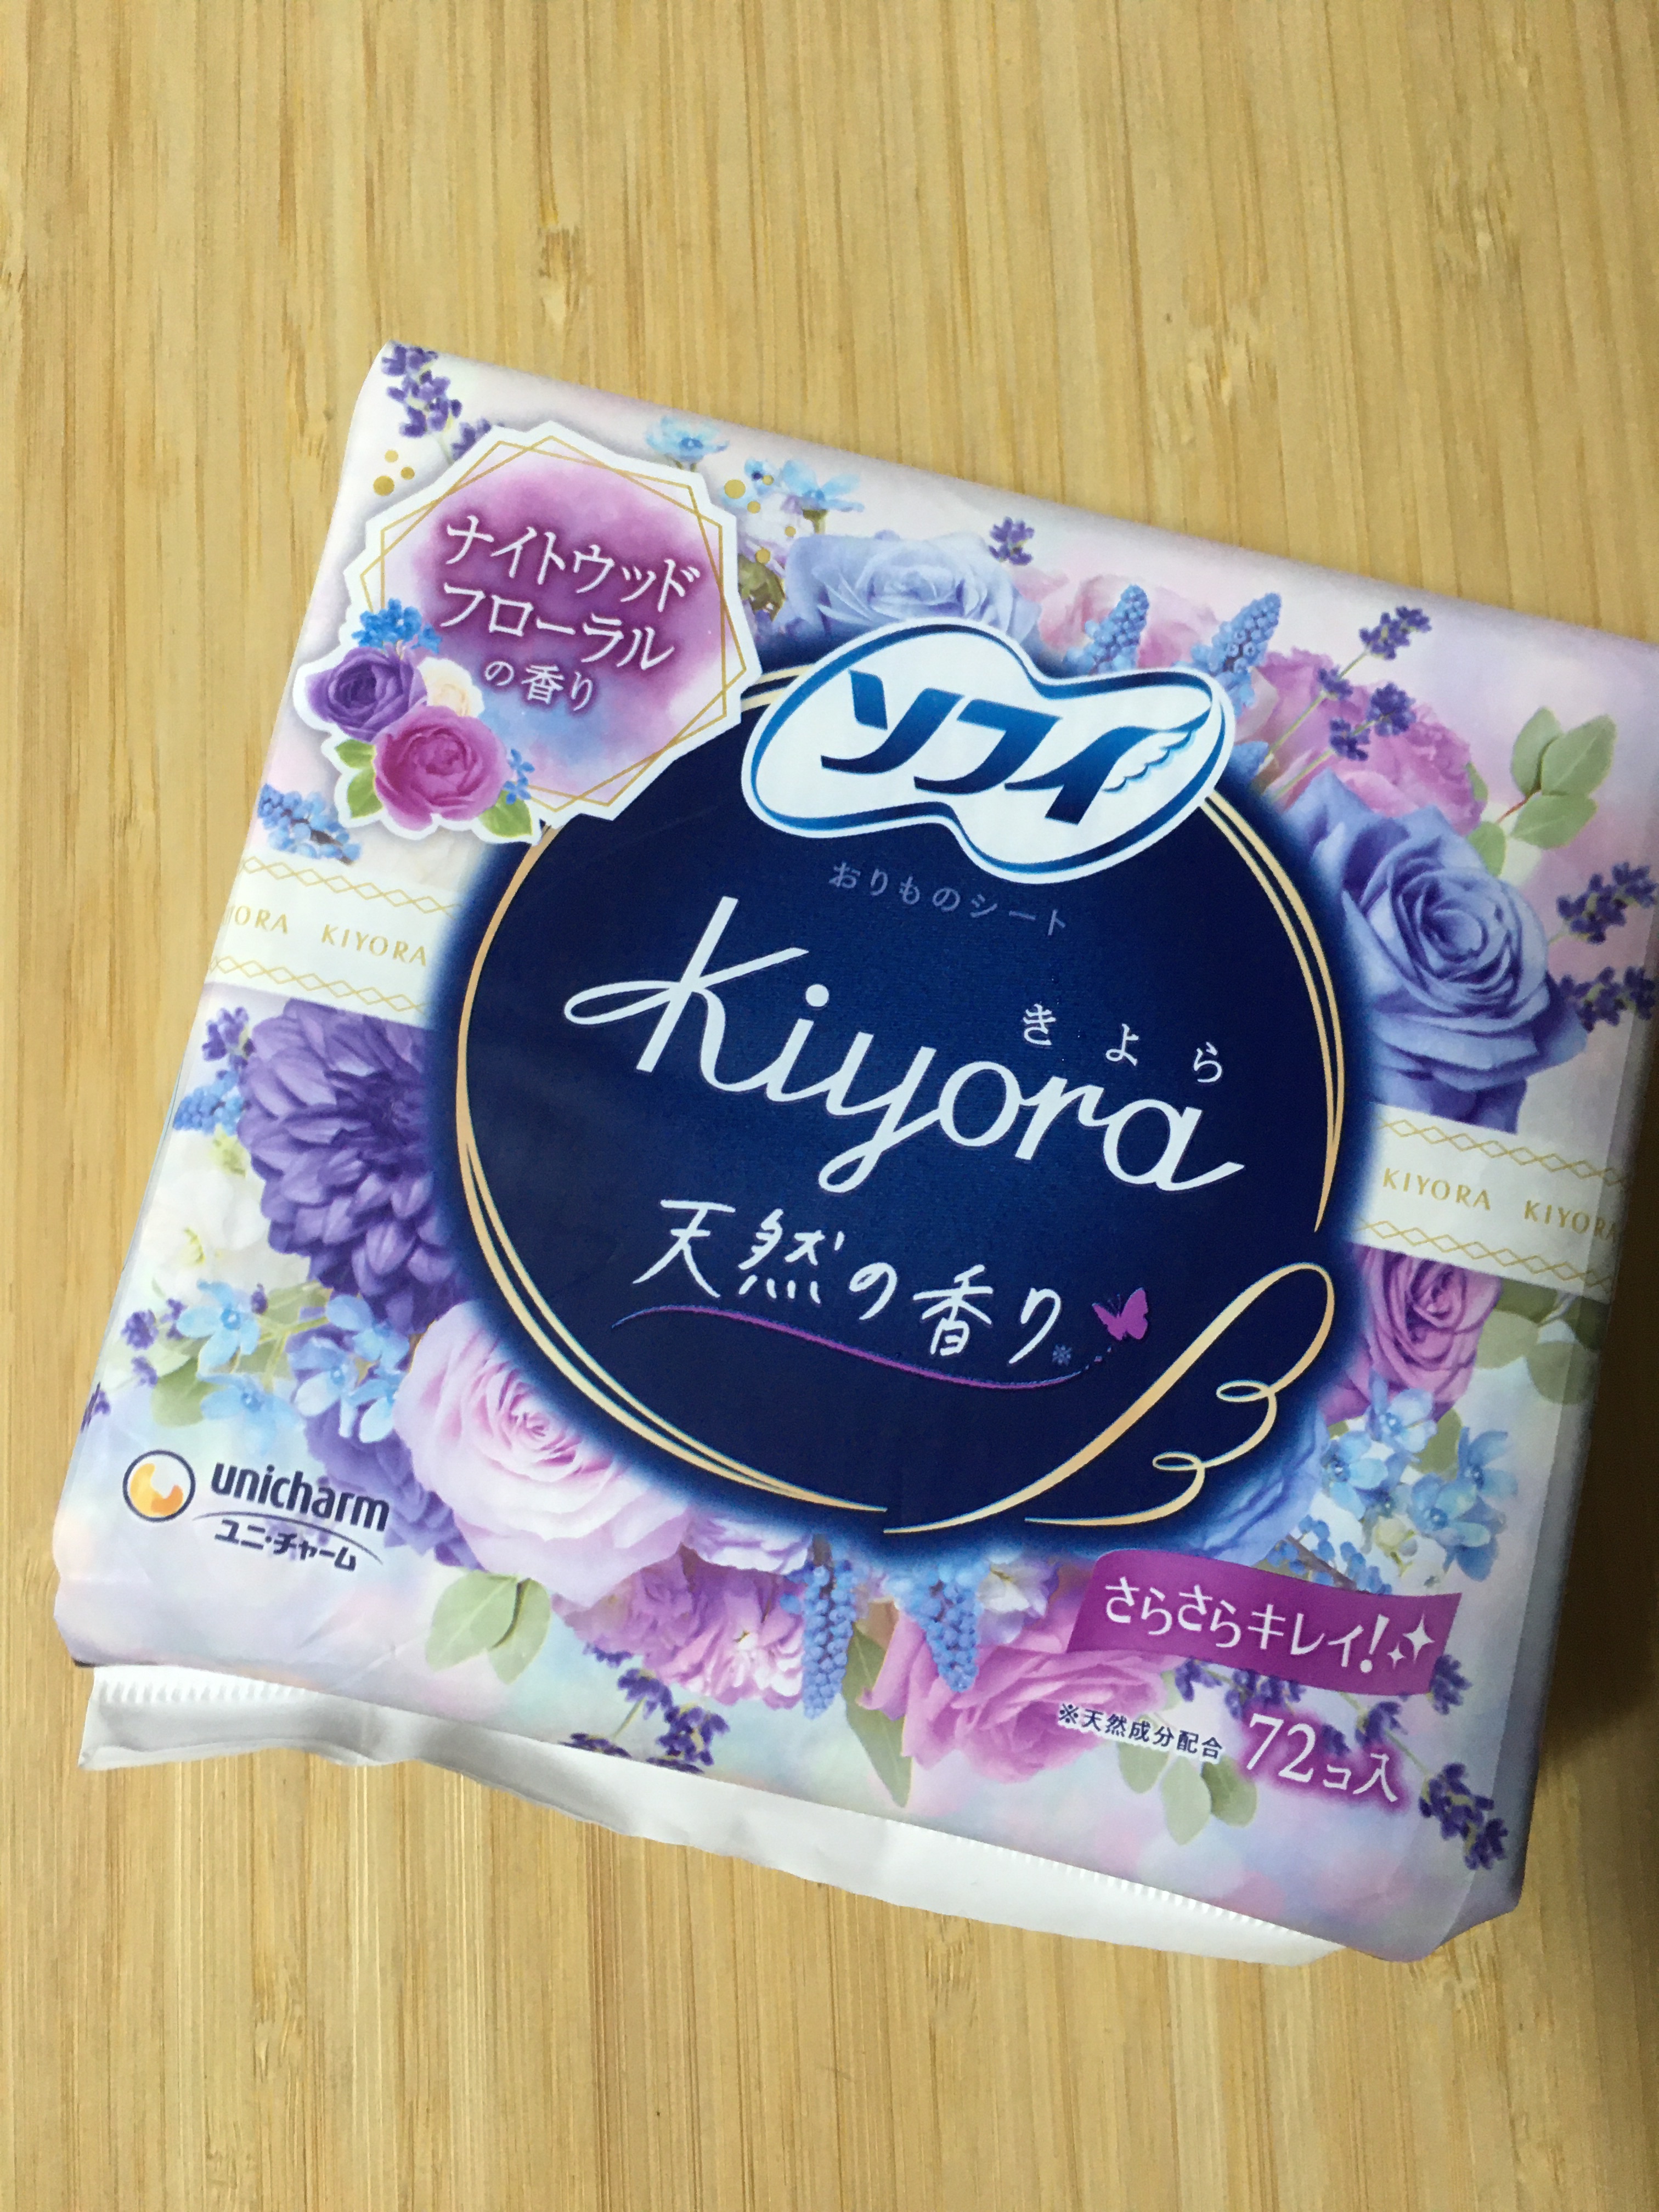 ナイトウッド
フローラル
の香り
ソフィ
おりものシート
きよら
Kiyora
天然の香り※
KIYORA
KIYORA KIYORA
unicharm
ユニ・チャーム
さらさらキレイ!
※天然成分配合
72コ入